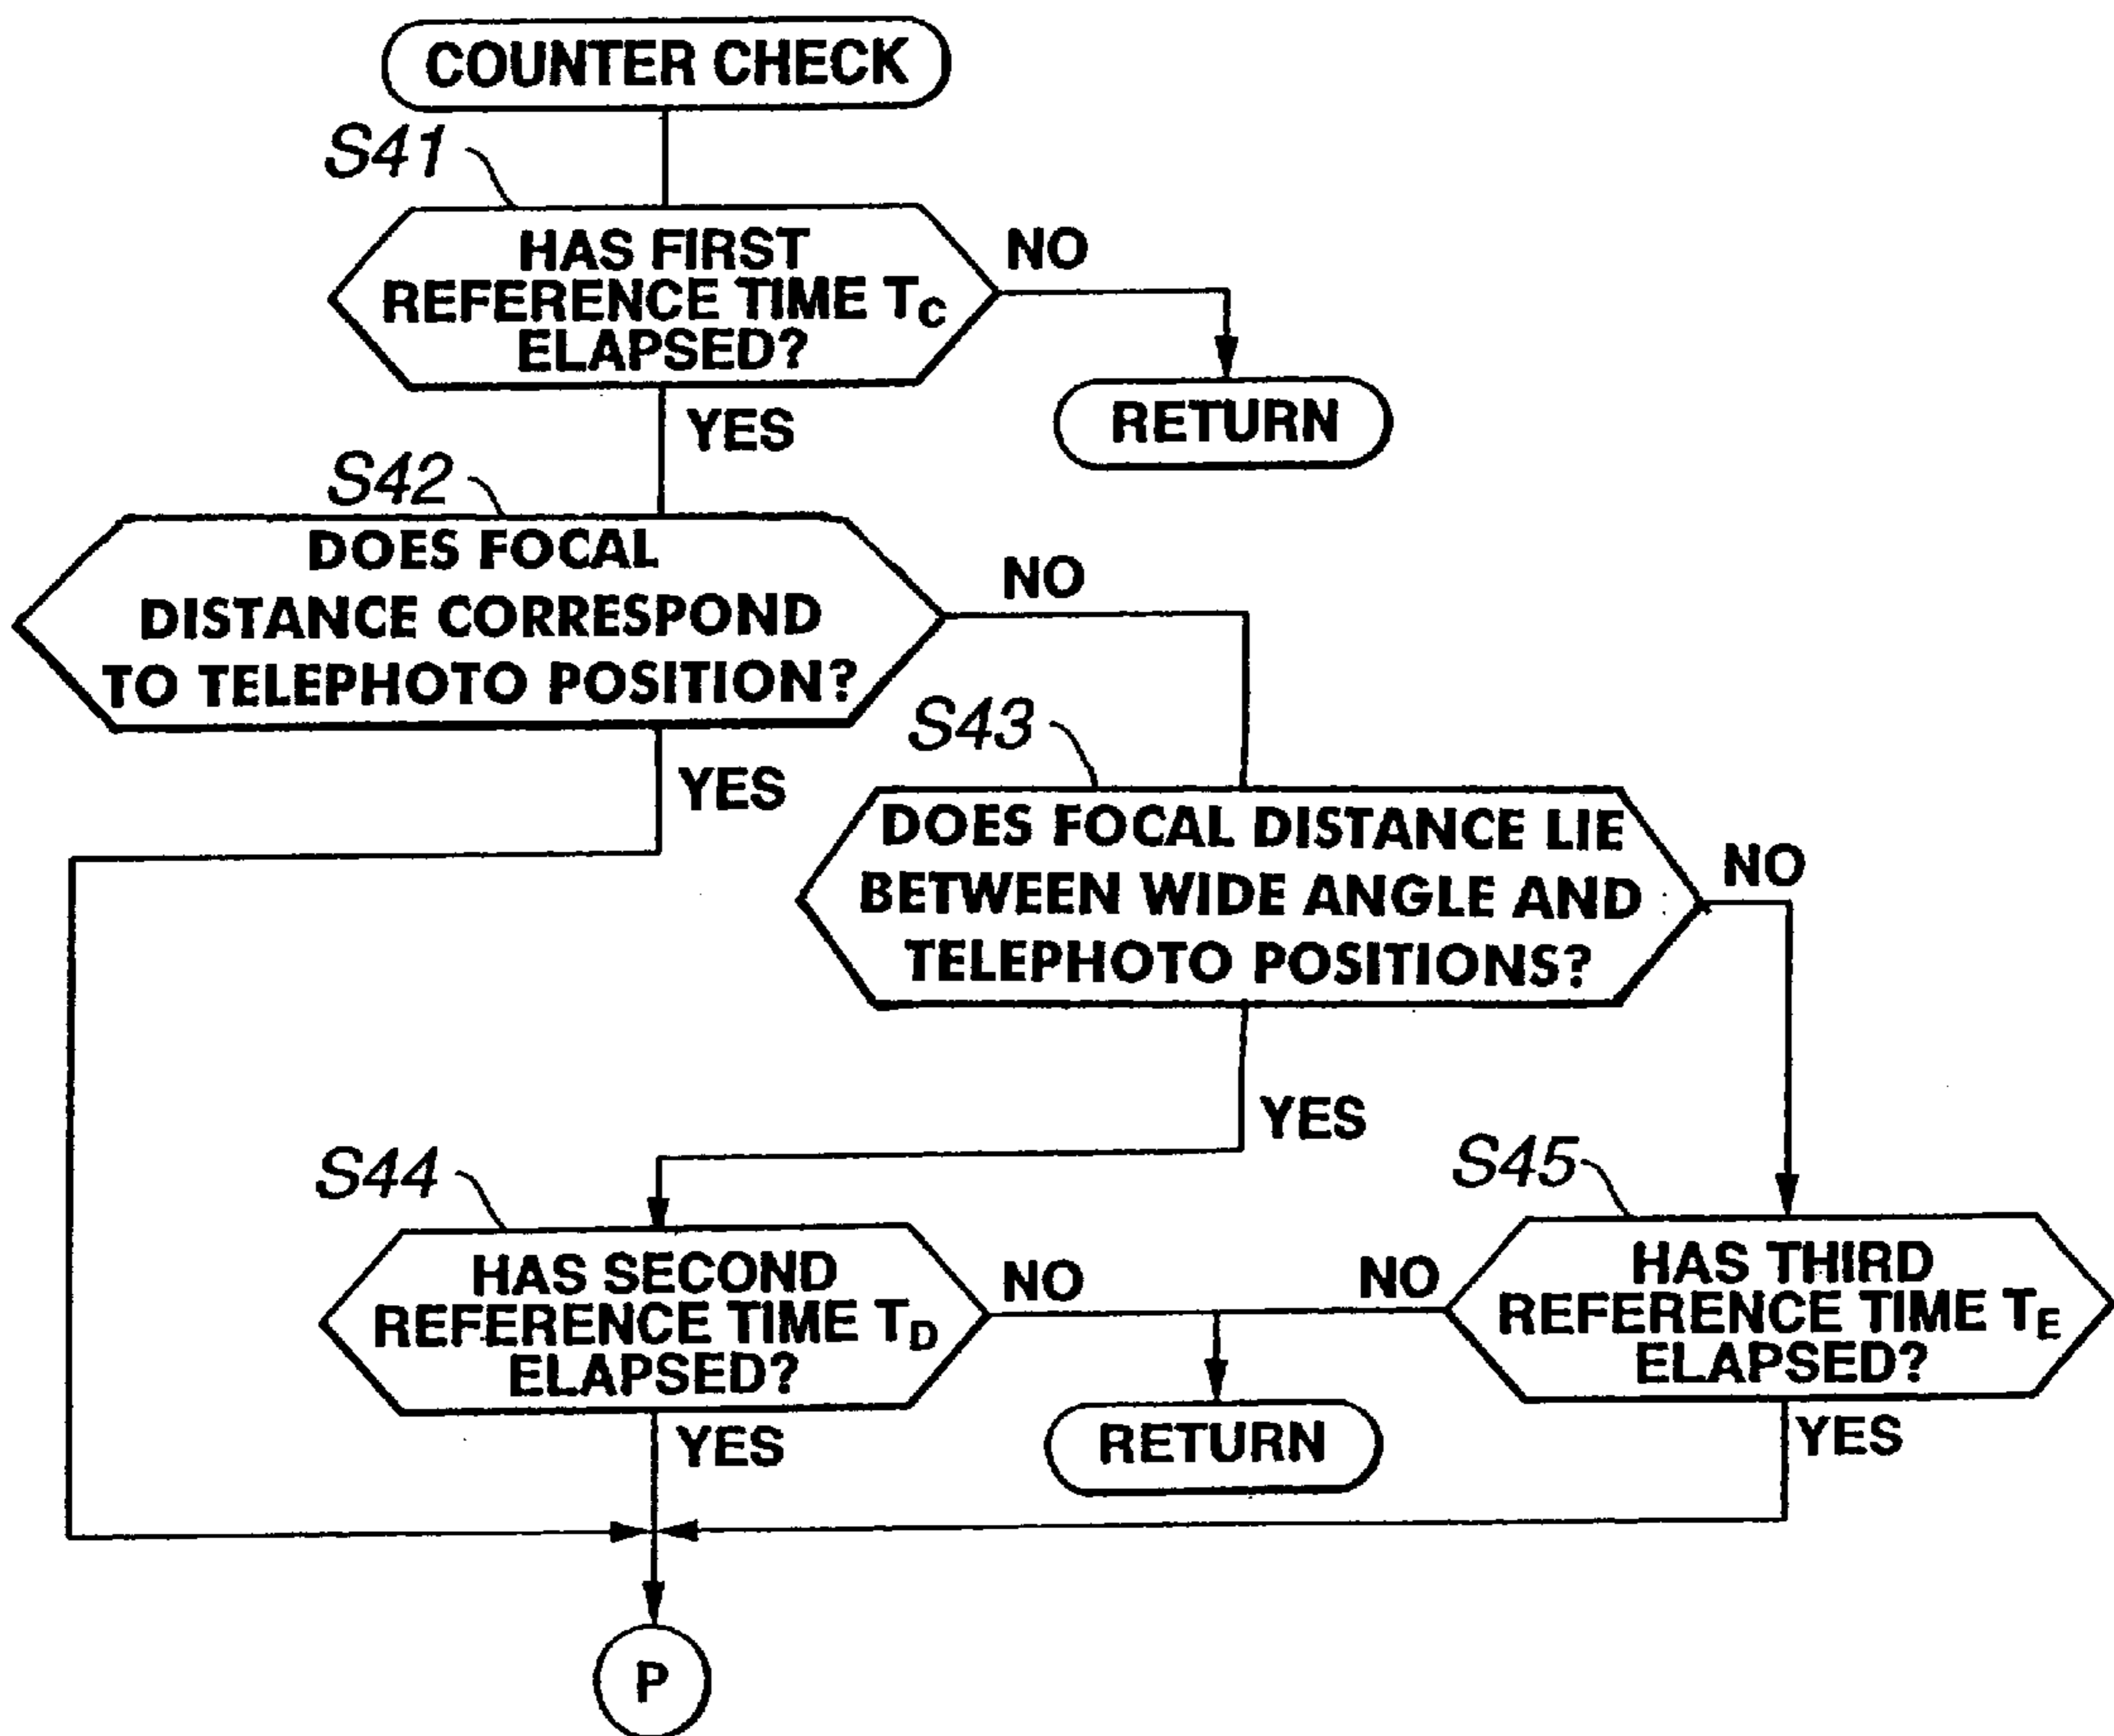 COUNTER CHECK
S41
HAS FIRST
REFERENCE TIME TC
ELAPSED?
NO
RETURN
YES
S42
DOES FOCAL
DISTANCE CORRESPOND
TO TELEPHOTO POSITION?
NO
YES
S43
DOES FOCAL DISTANCE LIE
BETWEEN WIDE ANGLE AND
TELEPHOTO POSITIONS?
NO
YES
S44
HAS SECOND
REFERENCE TIME TD
ELAPSED?
NO
YES
S45
HAS THIRD
REFERENCE TIME TE
ELAPSED?
NO
YES
RETURN
P